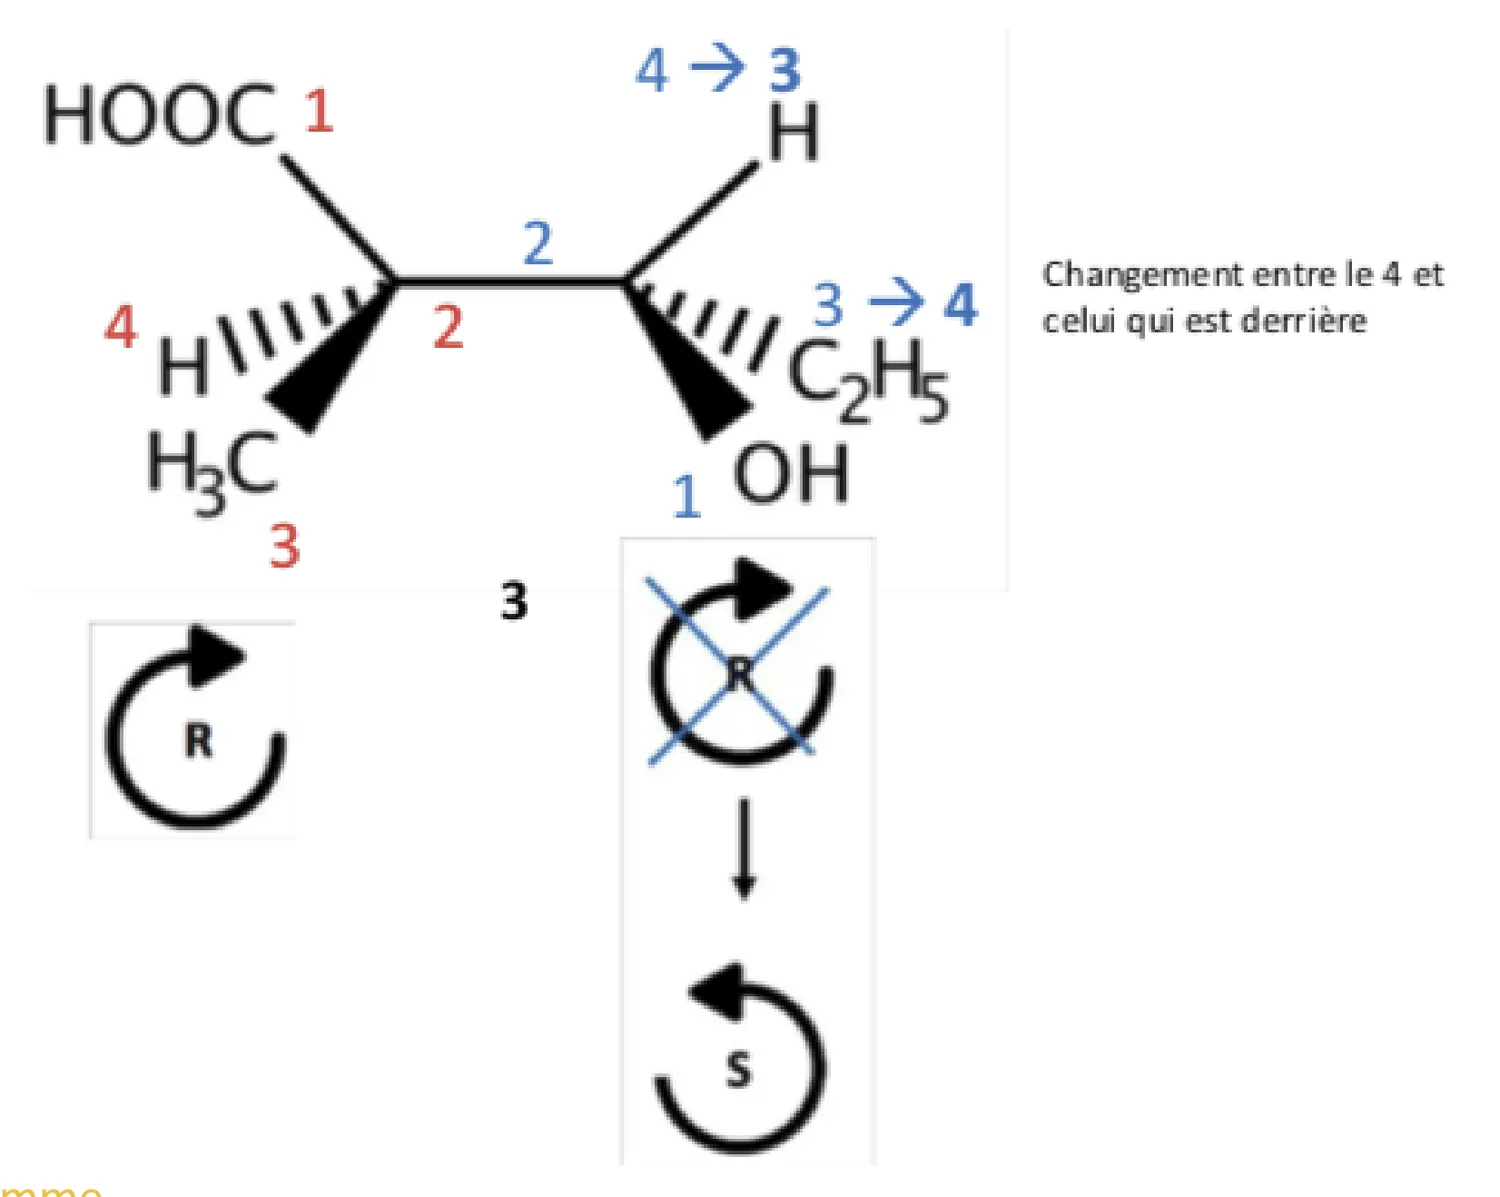 4 → 3
HOOC 1
H
2
3 → 4
4
2
H
C2H5
H3C
OH
1
3
Changement entre le 4 et
celui qui est derrière
3
R
R
S